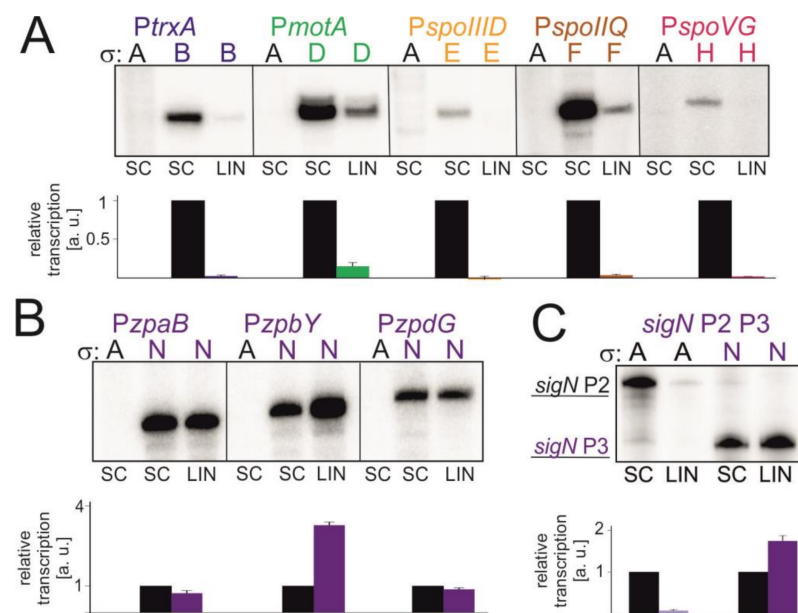 A
PtrxA PmotA PspoIIID PspoIIQ PspoVG
σ: A B B A D D A E E A F F A H H
SC SC LIN SC SC LIN SC SC LIN SC SC LIN SC SC LIN
relative
transcription
[a. u.]
1
0.5
B
PzpaB PzpbY PzpdG
σ: A N N A N N A N N
SC SC LIN SC SC LIN SC SC LIN
relative
transcription
[a. u.]
4
1
C
sigN P2 P3
σ: A A N N
sigN P2
sigN P3
SC LIN SC LIN
relative
transcription
[a. u.]
2
1